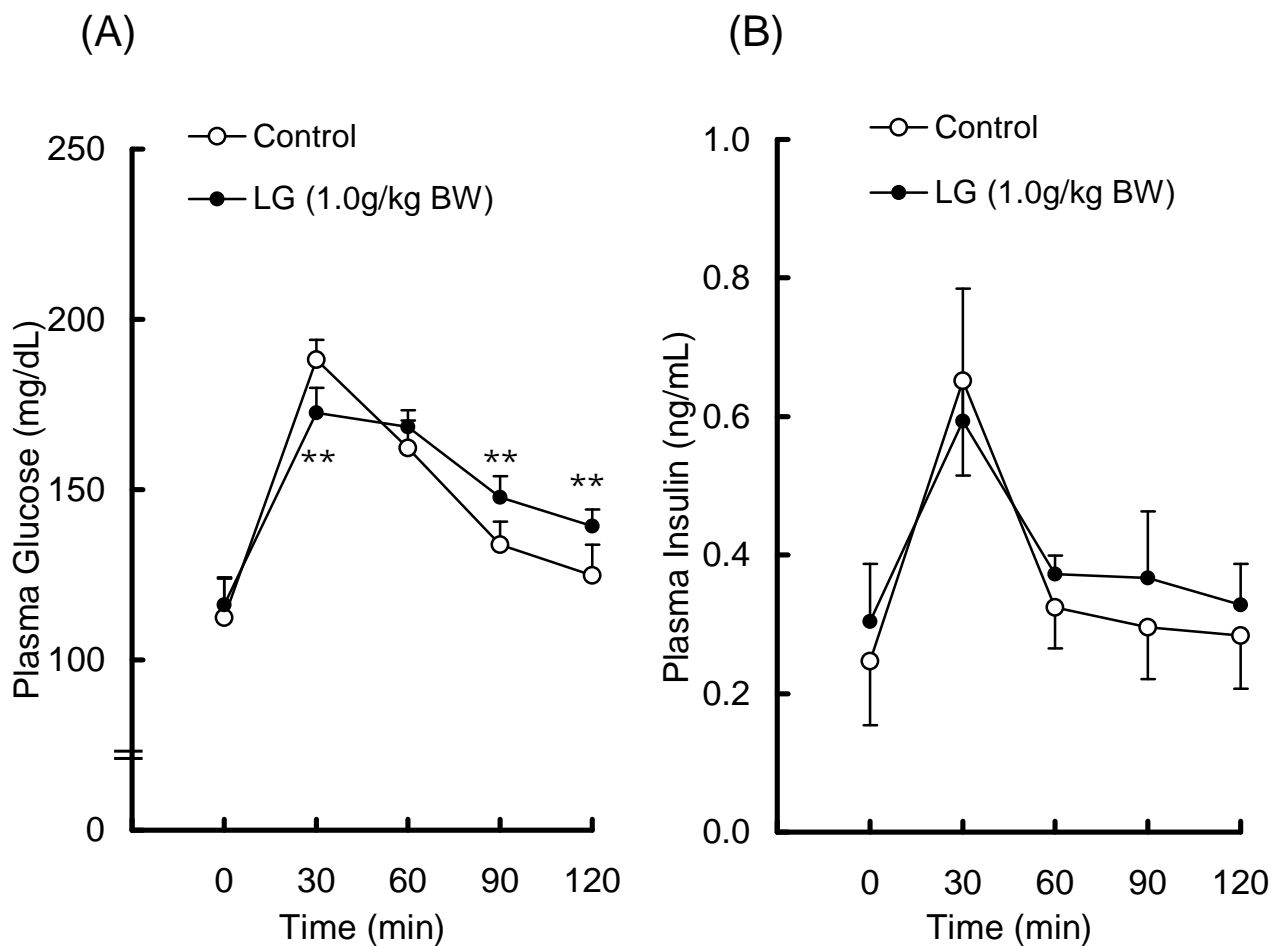 (A)
Control
LG (1.0g/kg BW)
250
200
150
100
0
Plasma Glucose (mg/dL)
**
**
**
0 30 60 90 120
Time (min)
(B)
Control
LG (1.0g/kg BW)
1.0
0.8
0.6
0.4
0.2
0.0
Plasma Insulin (ng/mL)
0 30 60 90 120
Time (min)